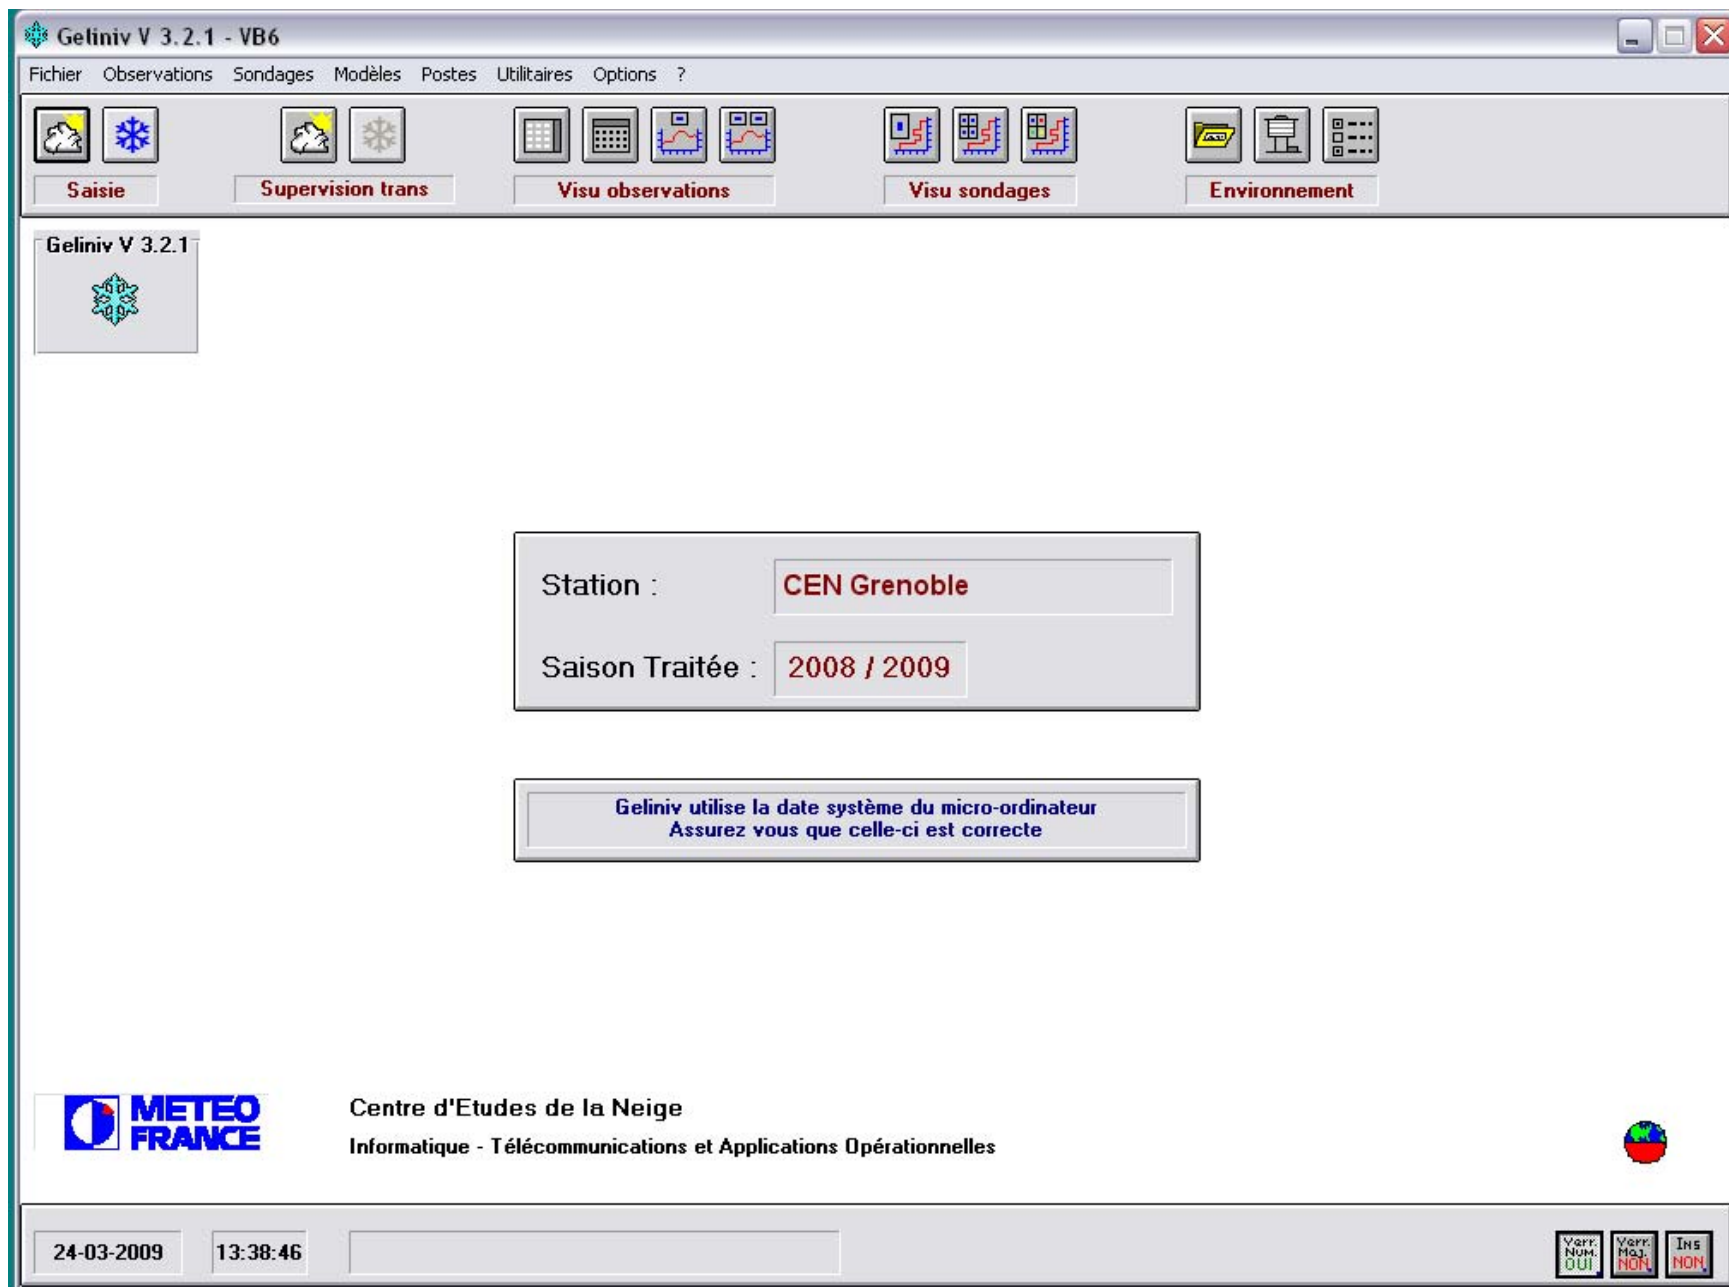 Geliniv V 3.2.1 - VB6
Fichier Observations Sondages Modèles Postes Utilitaires Options ?
Saisie Supervision trans Visu observations Visu sondages Environnement
Geliniv V 3.2.1
Station : CEN Grenoble
Saison Traitée : 2008 / 2009
Geliniv utilise la date système du micro-ordinateur
Assurez vous que celle-ci est correcte
METEO
FRANCE
Centre d'Etudes de la Neige
Informatique - Télécommunications et Applications Opérationnelles
24-03-2009 13:38:46
Verr. Num. OUI
Verr. Maj. NON
Ins NON